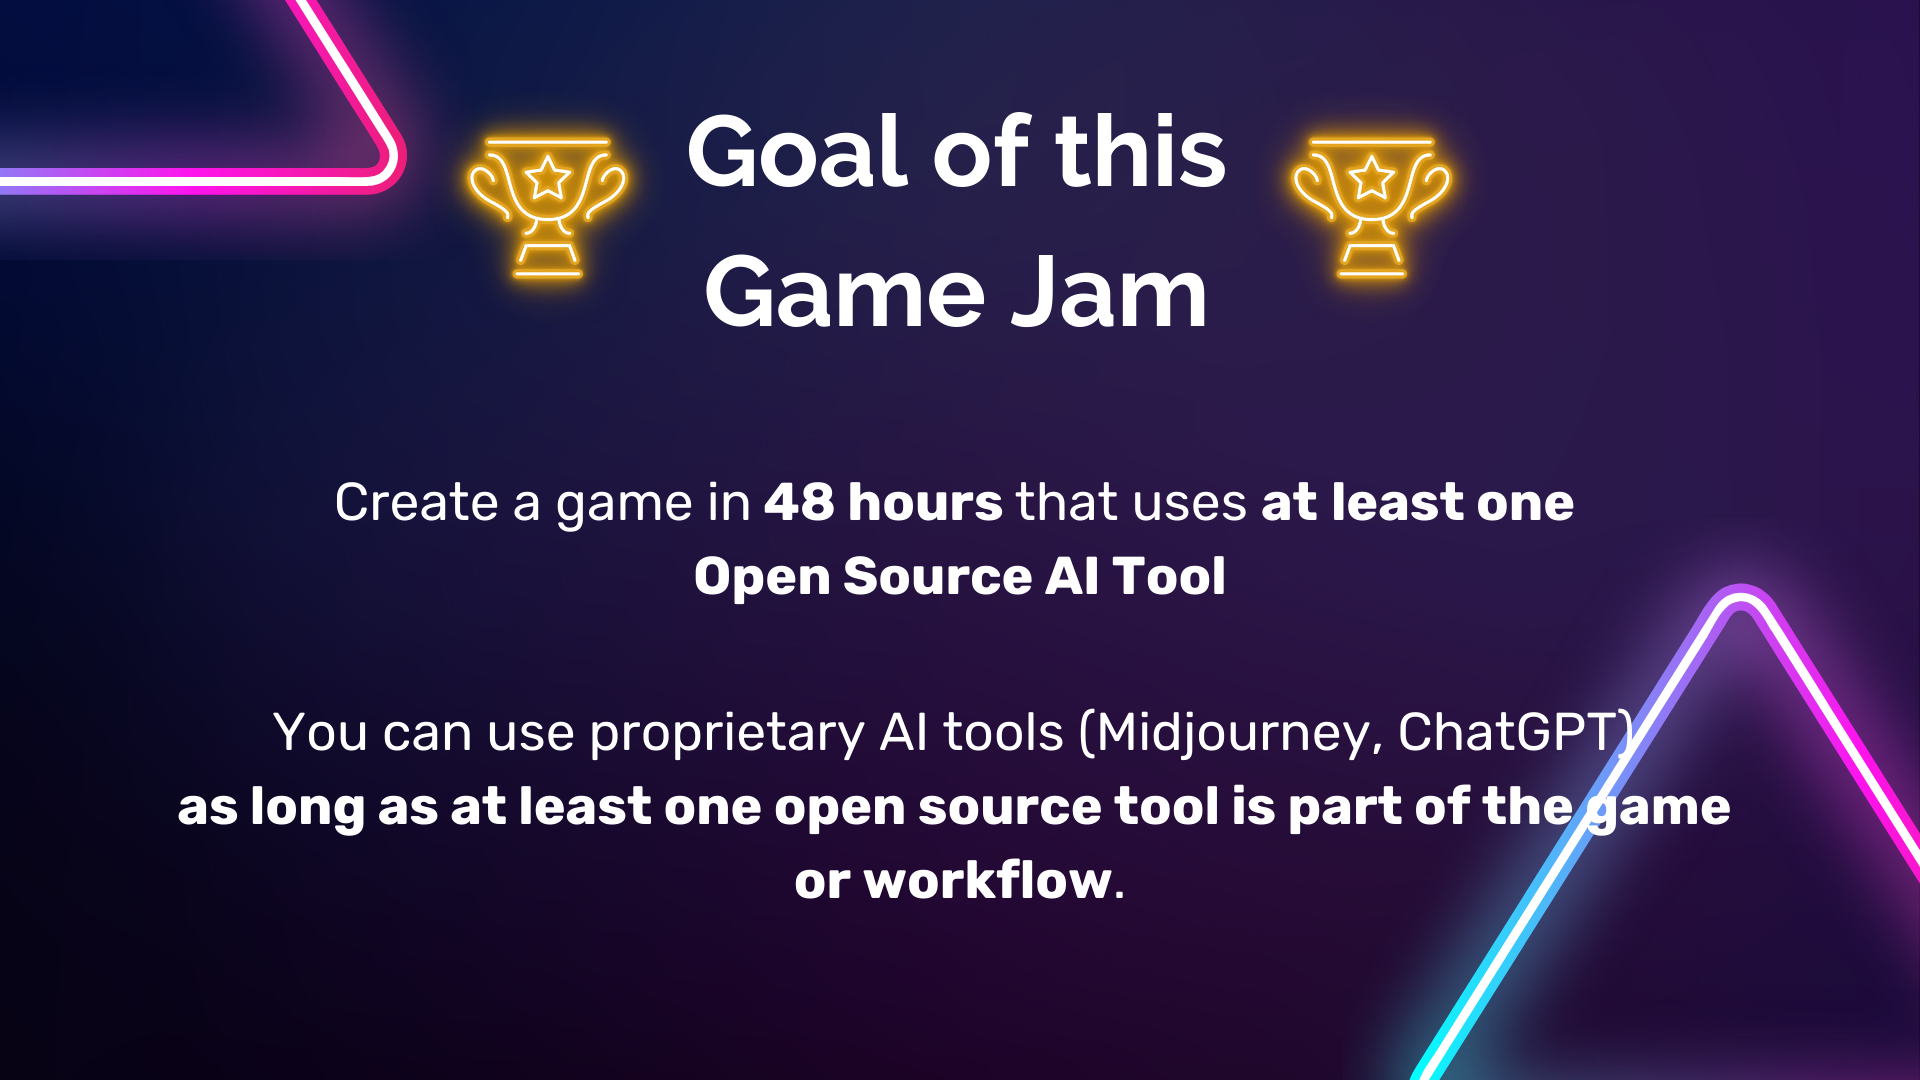 Goal of this
Game Jam
Create a game in 48 hours that uses at least one
Open Source AI Tool
You can use proprietary AI tools (Midjourney, ChatGPT)
as long as at least one open source tool is part of the game
or workflow.